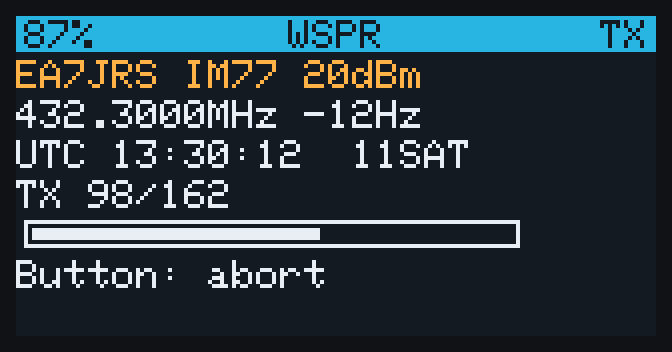 87% WSPR TX
EA7JRS IM77 20dBm
432.3000MHz -12Hz
UTC 13:30:12 11SAT
TX 98/162
Button: abort